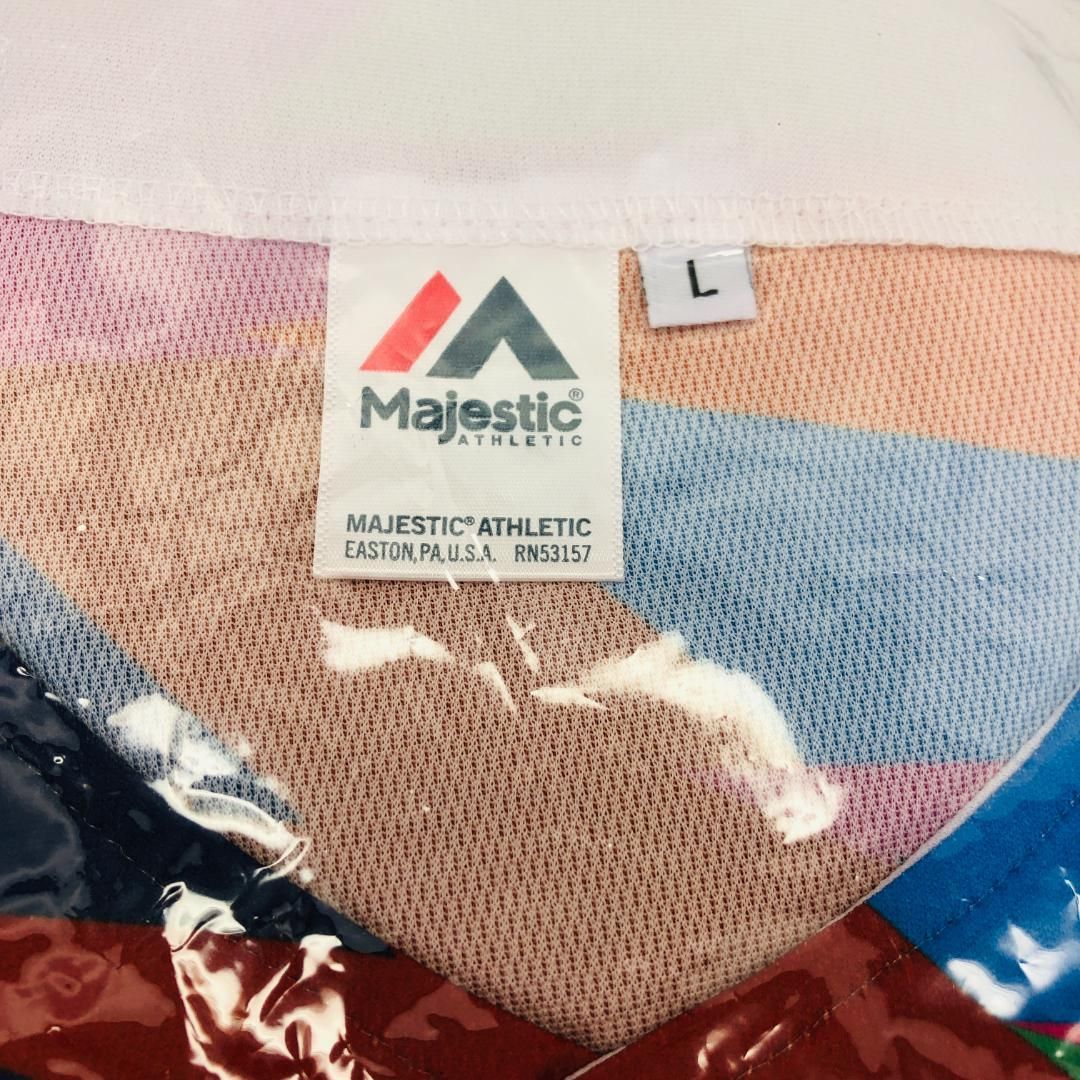 L
Majestic®
ATHLETIC
MAJESTIC® ATHLETIC
EASTON, PA, U.S.A. RN53157